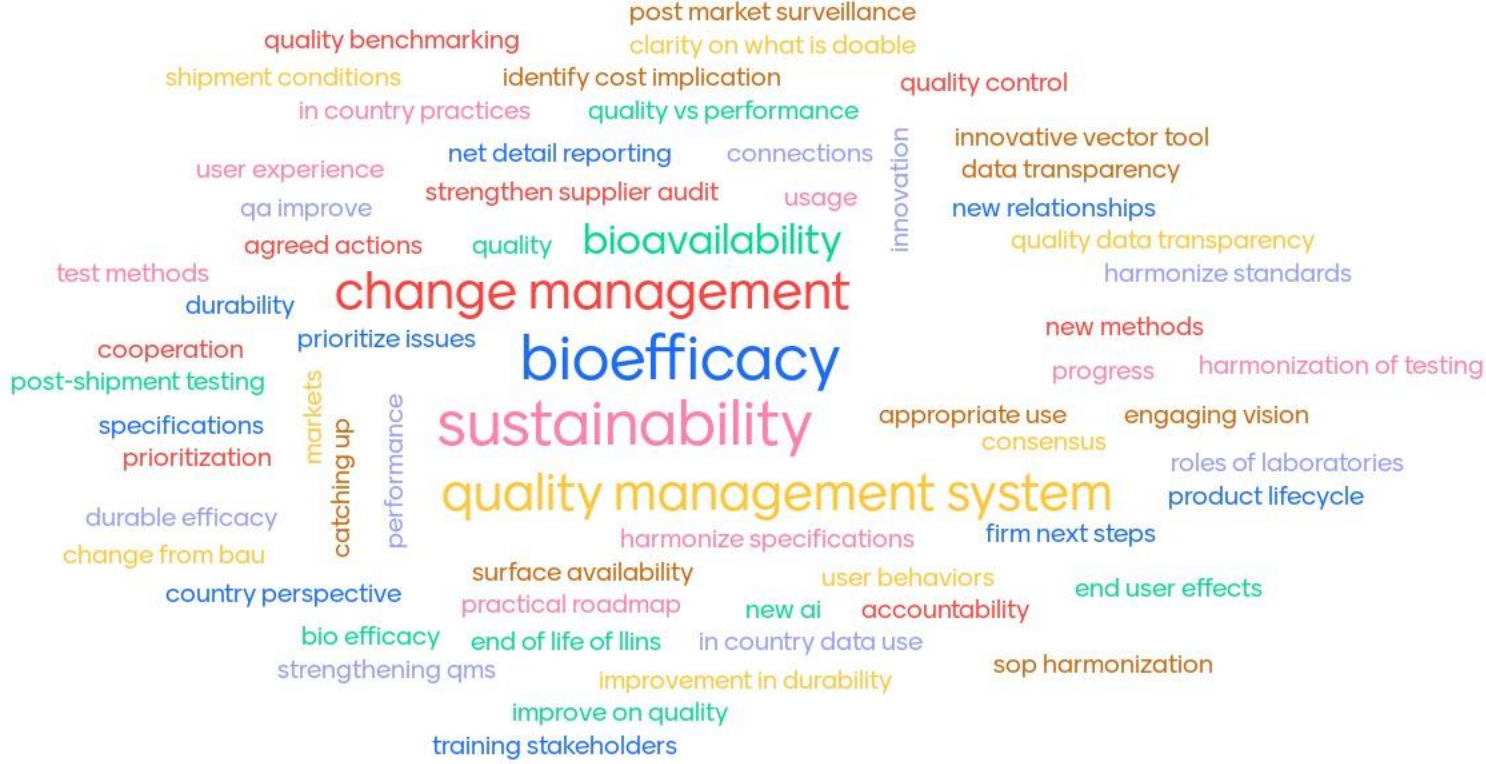 post market surveillance
quality benchmarking
clarity on what is doable
shipment conditions
identify cost implication
quality control
in country practices
quality vs performance
innovation
innovative vector tool
net detail reporting
connections
user experience
data transparency
strengthen supplier audit
usage
qa improve
new relationships
agreed actions
quality
bioavailability
quality data transparency
test methods
harmonize standards
durability
change management
new methods
prioritize issues
cooperation
bioefficacy
progress
harmonization of testing
post-shipment testing
markets
catching up
performance
sustainability
appropriate use
engaging vision
specifications
consensus
prioritization
roles of laboratories
quality management system
product lifecycle
durable efficacy
harmonize specifications
firm next steps
change from bau
surface availability
user behaviors
end user effects
country perspective
practical roadmap
new ai
accountability
bio efficacy
end of life of llins
in country data use
strengthening qms
sop harmonization
improvement in durability
improve on quality
training stakeholders